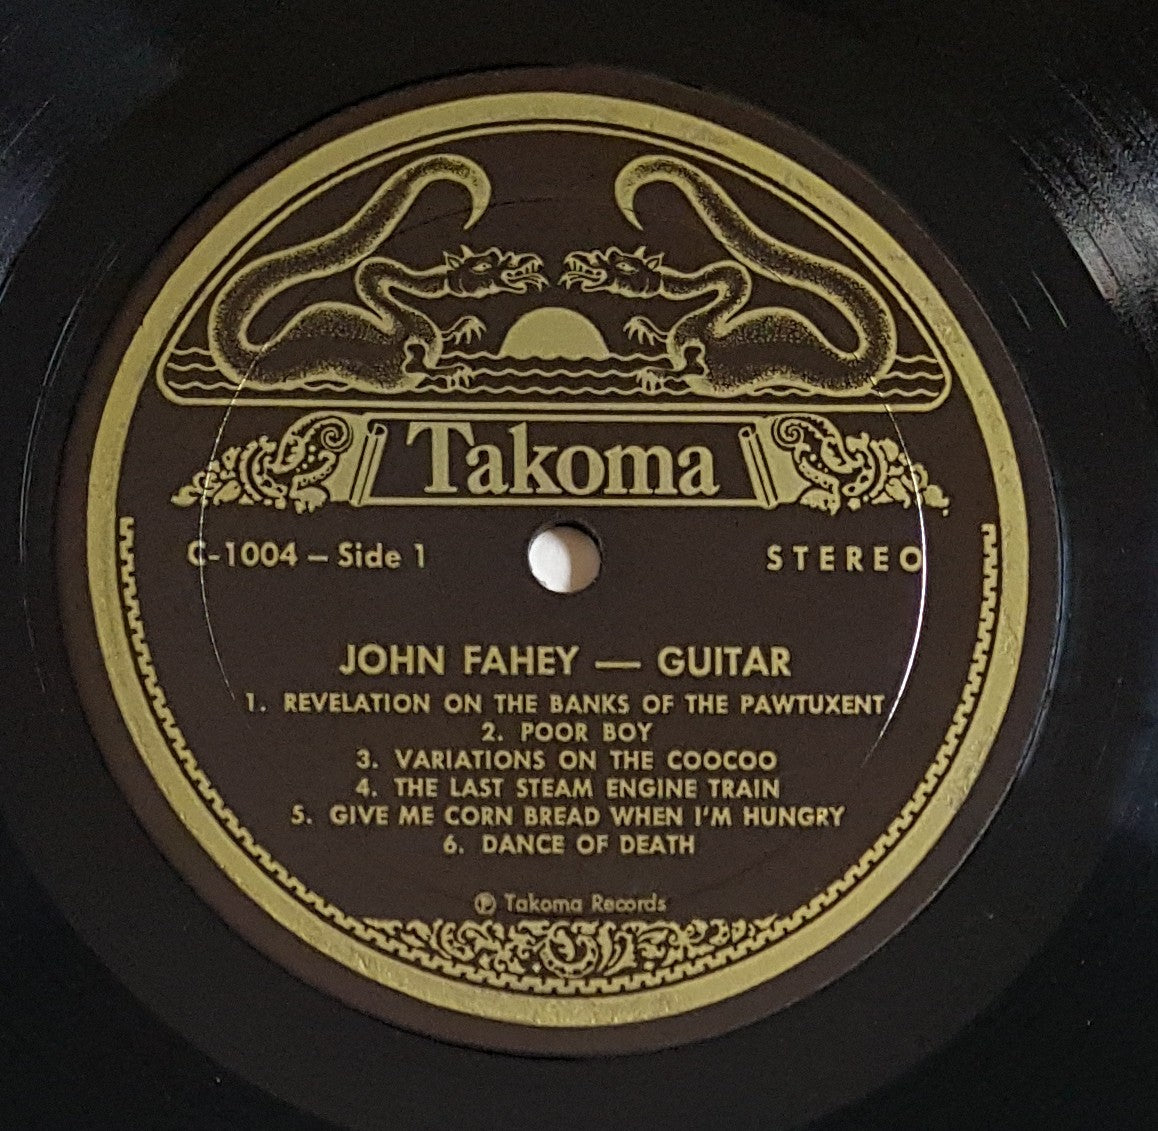 Takoma
C-1004 – Side 1
STEREO
JOHN FAHEY — GUITAR
1. REVELATION ON THE BANKS OF THE PAWTUXENT
2. POOR BOY
3. VARIATIONS ON THE COOCOO
4. THE LAST STEAM ENGINE TRAIN
5. GIVE ME CORN BREAD WHEN I'M HUNGRY
6. DANCE OF DEATH
℗ Takoma Records